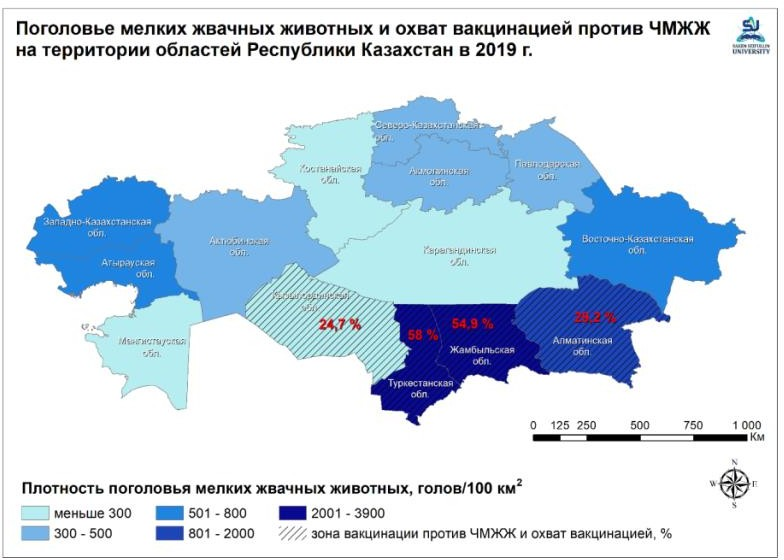 Поголовье мелких жвачных животных и охват вакцинацией против ЧМЖЖ
на территории областей Республики Казахстан в 2019 г.
SAKEN SEIFULLIN
UNIVERSITY
Северо-Казахстанская
обл.
Костанайская
обл.
Акмолинская
обл.
Павлодарская
обл.
Западно-Казахстанская
обл.
Атырауская
обл.
Актюбинская
обл.
Карагандинская
обл.
Восточно-Казахстанская
обл.
Кызылординская
обл.
24,7 %
58 %
54,9 %
29,2 %
Мангистауская
обл.
Жамбыльская
обл.
Алматинская
обл.
Туркестанская
обл.
0 125 250 500 750 1 000
Км
N
W E
S
Плотность поголовья мелких жвачных животных, голов/100 км²
меньше 300 501 - 800 2001 - 3900
300 - 500 801 - 2000 зона вакцинации против ЧМЖЖ и охват вакцинацией, %